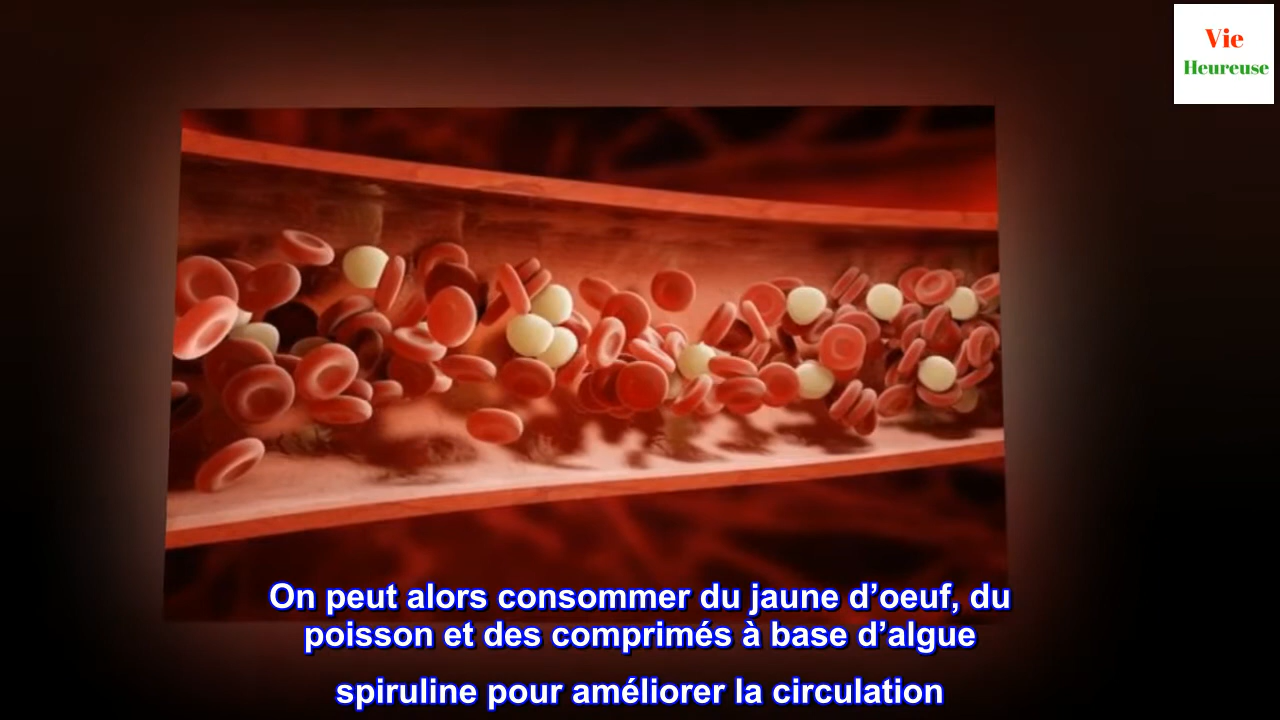 Vie
Heureuse
On peut alors consommer du jaune d’oeuf, du
poisson et des comprimés à base d’algue
spiruline pour améliorer la circulation